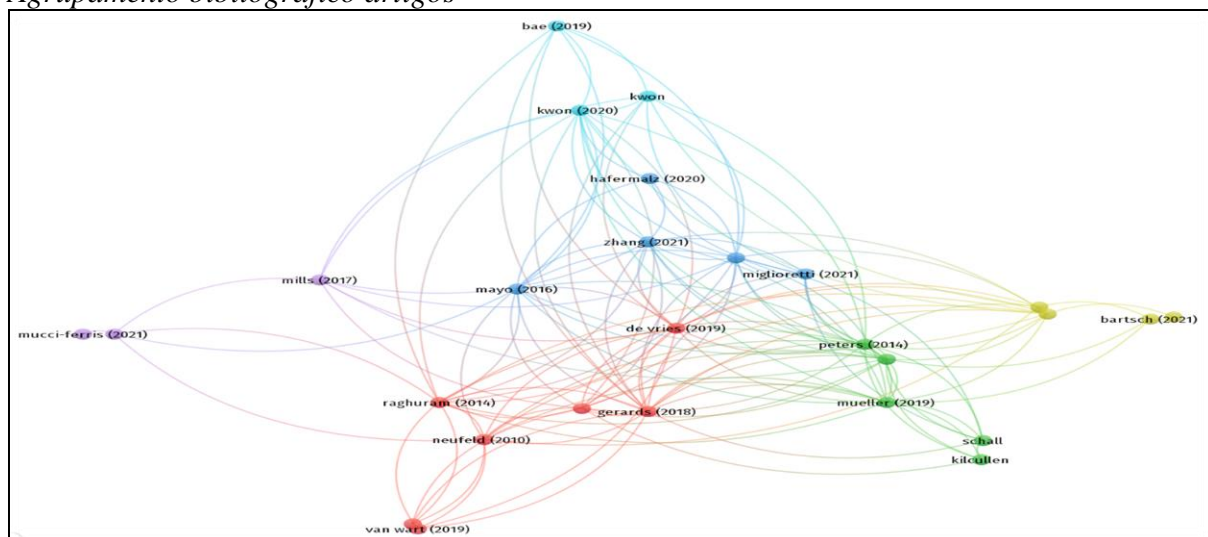 Agrupamento bibliográfico artigos
bae (2019)
kwon
kwon (2020)
hafermalz (2020)
zhang (2021)
miglioretti (2021)
mills (2017)
mayo (2016)
bartsch (2021)
de vries (2019)
mucci-ferris (2021)
peters (2014)
raghuram (2014)
mueller (2019)
gerards (2018)
neufeld (2010)
schall
kilcullen
van wart (2019)